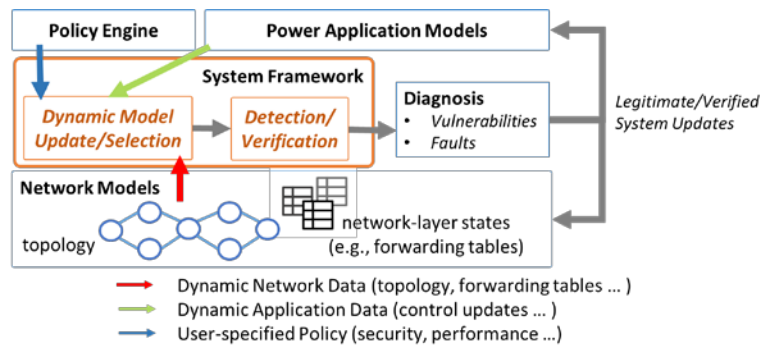 Policy Engine
Power Application Models
System Framework
Dynamic Model
Update/Selection
Detection/
Verification
Diagnosis
• Vulnerabilities
• Faults
Legitimate/Verified
System Updates
Network Models
topology
network-layer states
(e.g., forwarding tables)
Dynamic Network Data (topology, forwarding tables ... )
Dynamic Application Data (control updates ... )
User-specified Policy (security, performance ...)